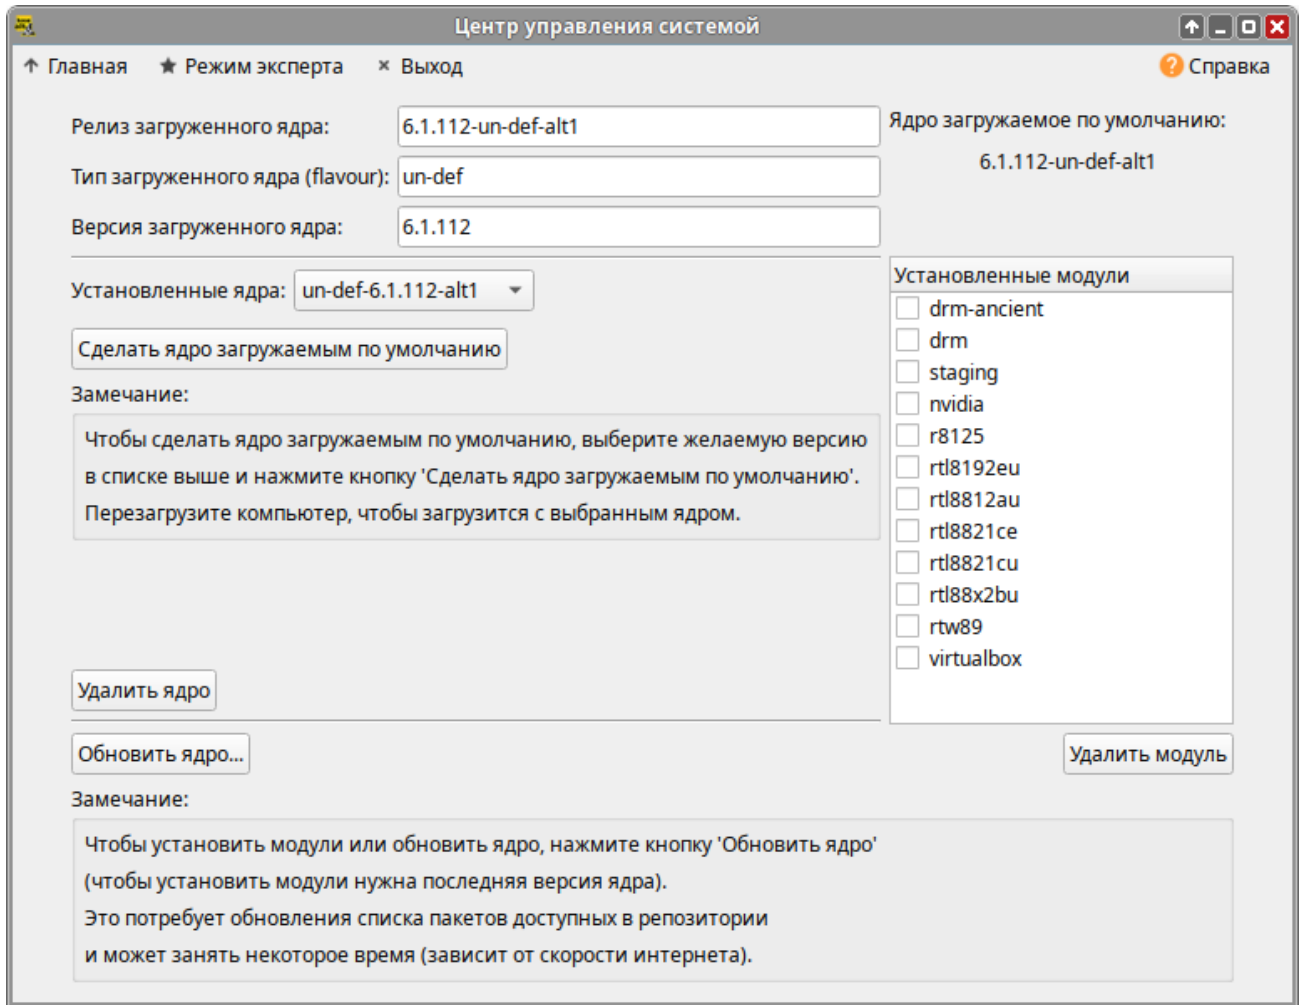 Центр управления системой
Главная Режим эксперта Выход Справка
Релиз загруженного ядра: 6.1.112-un-def-alt1
Тип загруженного ядра (flavour): un-def
Версия загруженного ядра: 6.1.112
Ядро загружаемое по умолчанию:
6.1.112-un-def-alt1
Установленные ядра: un-def-6.1.112-alt1
Сделать ядро загружаемым по умолчанию
Замечание:
Чтобы сделать ядро загружаемым по умолчанию, выберите желаемую версию
в списке выше и нажмите кнопку 'Сделать ядро загружаемым по умолчанию'.
Перезагрузите компьютер, чтобы загрузится с выбранным ядром.
Удалить ядро
Установленные модули
drm-ancient
drm
staging
nvidia
r8125
rtl8192eu
rtl8812au
rtl8821ce
rtl8821cu
rtl88x2bu
rtw89
virtualbox
Обновить ядро...
Удалить модуль
Замечание:
Чтобы установить модули или обновить ядро, нажмите кнопку 'Обновить ядро'
(чтобы установить модули нужна последняя версия ядра).
Это потребует обновления списка пакетов доступных в репозитории
и может занять некоторое время (зависит от скорости интернета).